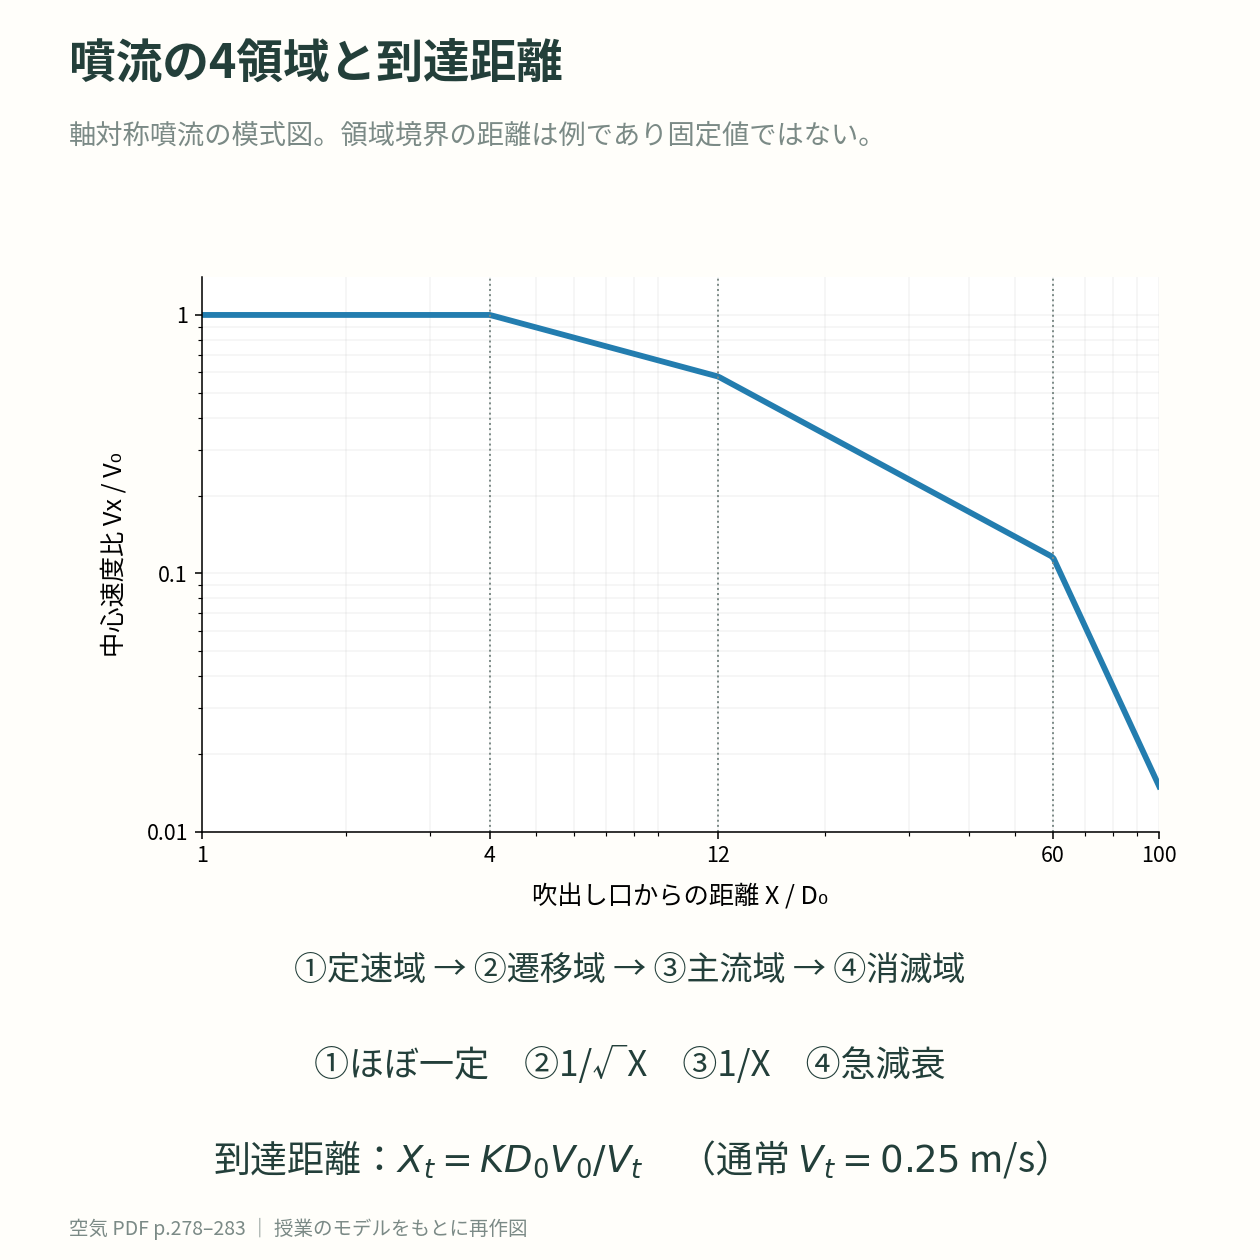 噴流の4領域と到達距離
軸対称噴流の模式図。領域境界の距離は例であり固定値ではない。
中心速度比 Vx / V₀
1
0.1
0.01
1 4 12 60 100
吹出し口からの距離 X / D₀
①定速域 → ②遷移域 → ③主流域 → ④消滅域
①ほぼ一定 ②1/√X ③1/X ④急減衰
到達距離：Xₜ = KD₀V₀/Vₜ （通常 Vₜ = 0.25 m/s）
空気 PDF p.278–283 ｜ 授業のモデルをもとに再作図